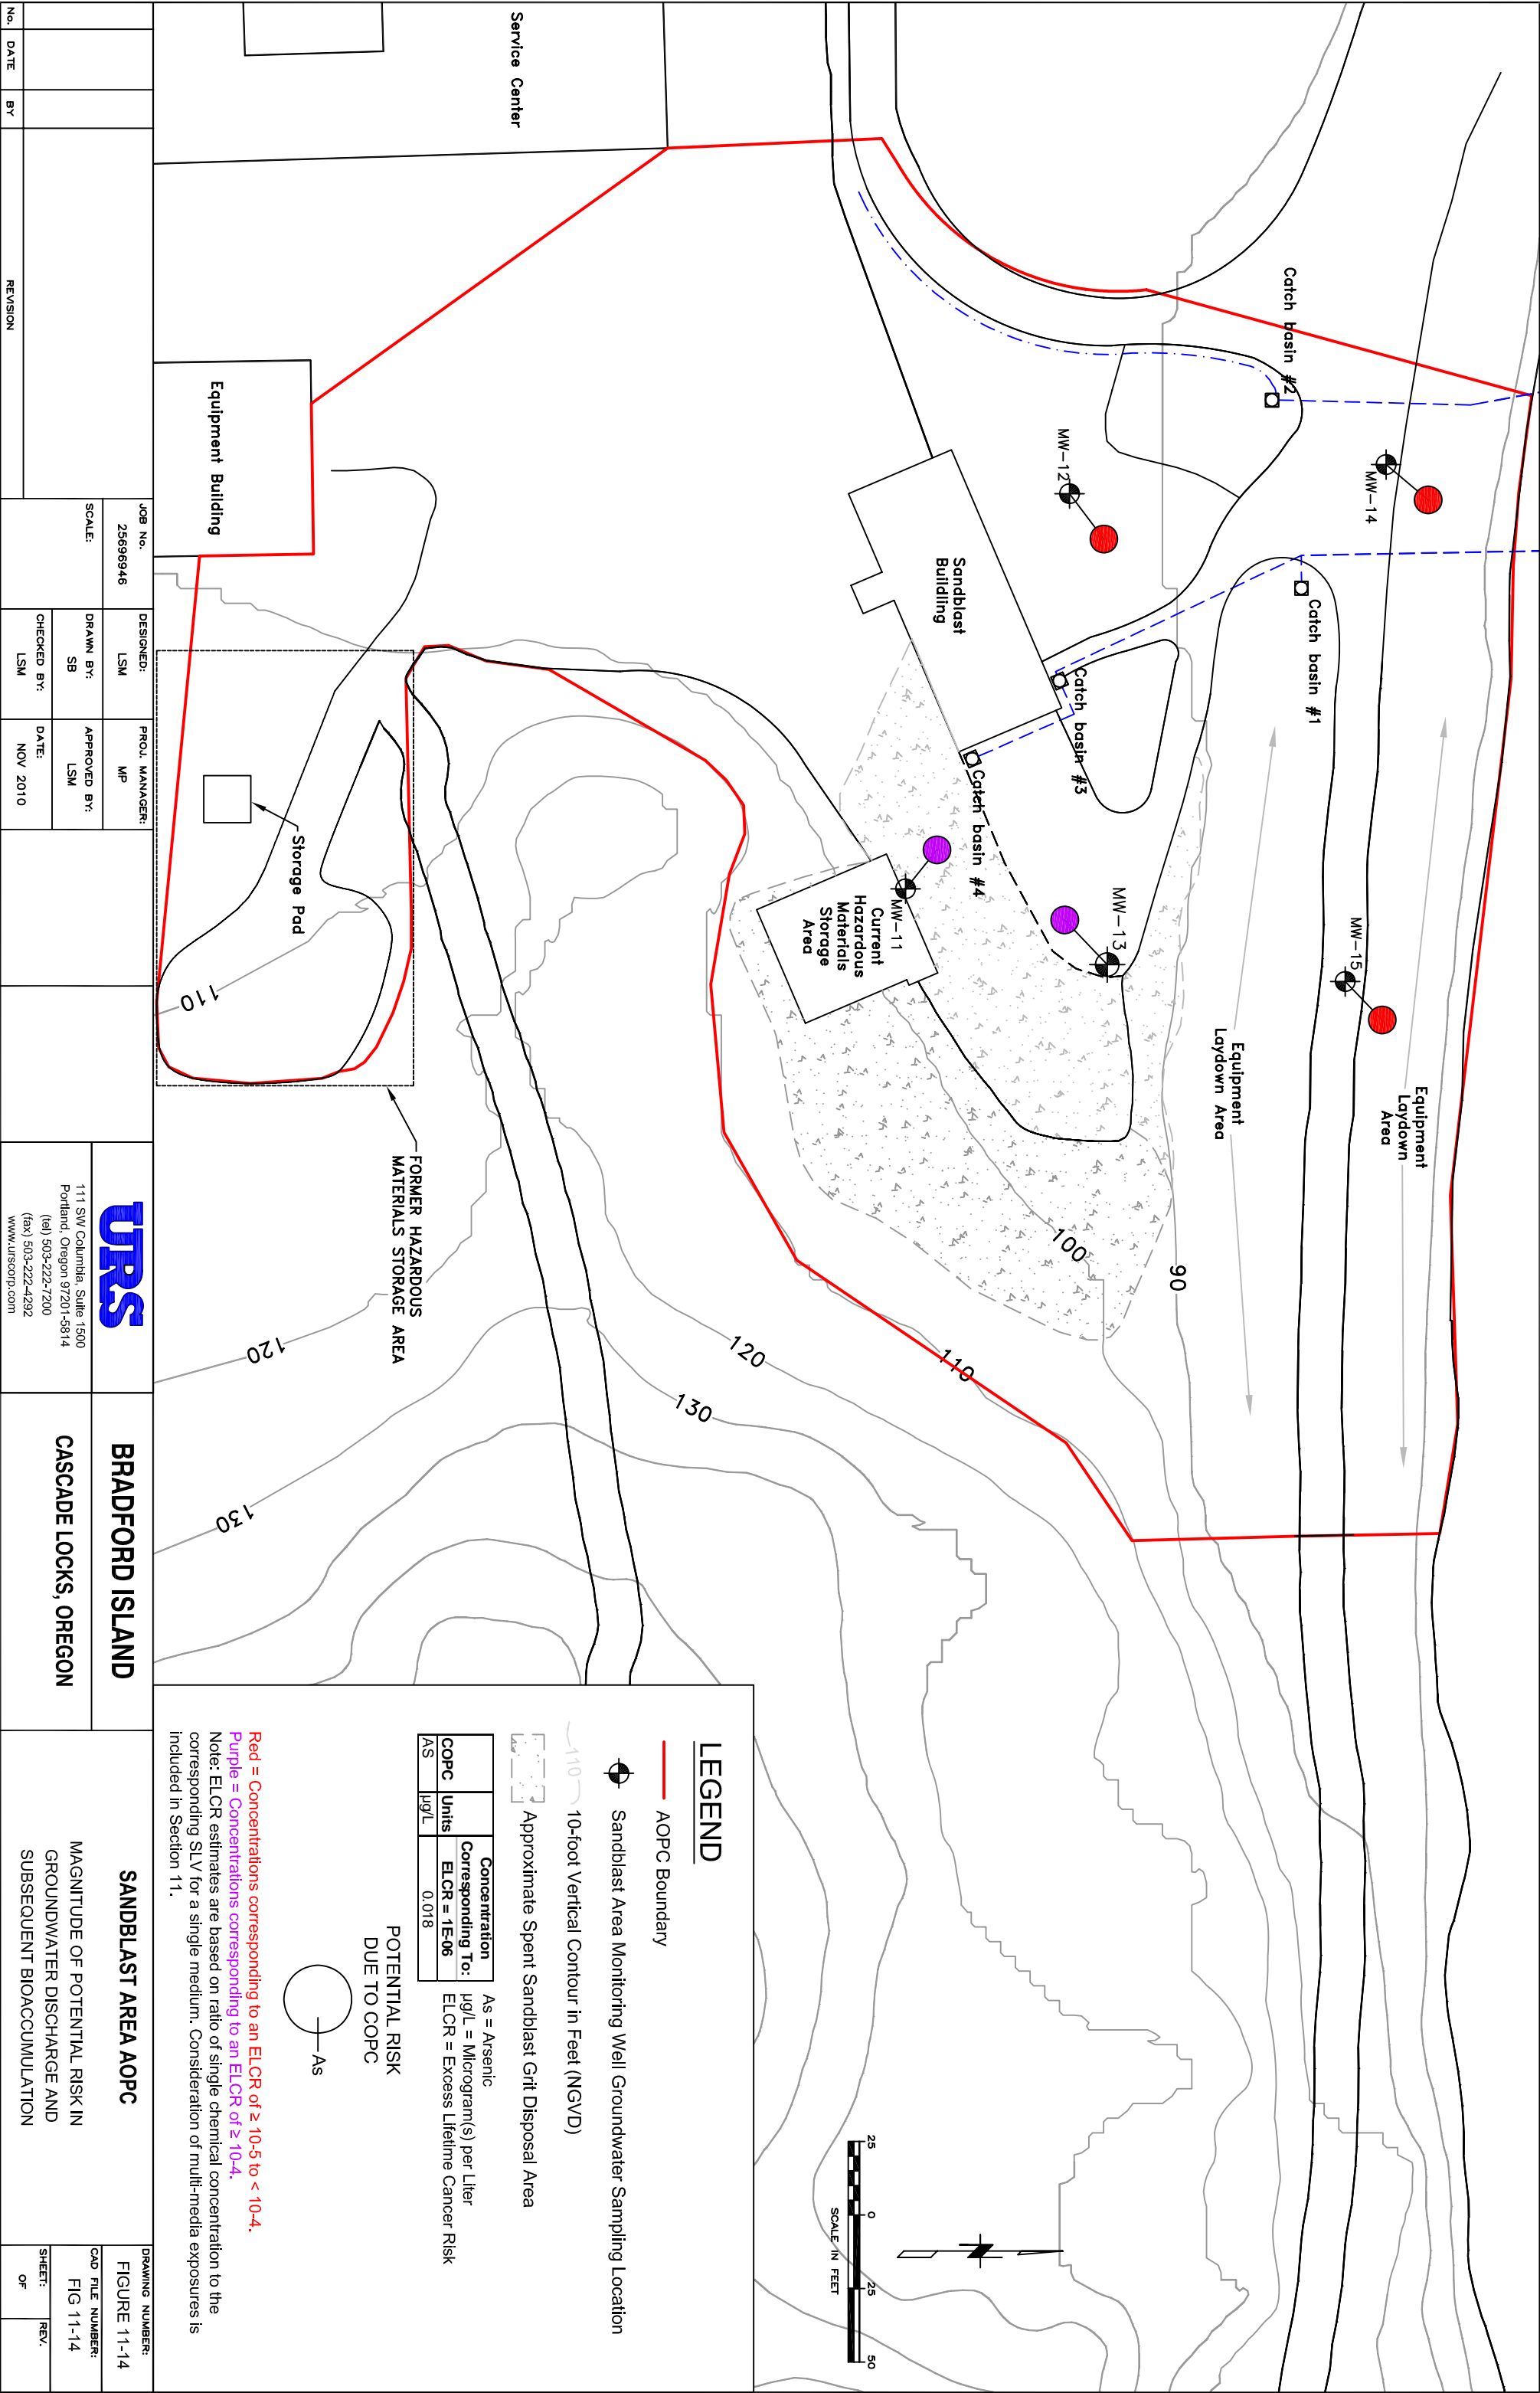 Service Center
Equipment Building
Catch basin #2
MW-14
MW-12
Sandblast
Building
Catch basin #1
Catch basin #3
Catch basin #4
MW-11
MW-13
MW-15
Current
Hazardous
Materials
Storage
Area
Storage Pad
Equipment
Laydown Area
Equipment
Laydown
Area
FORMER HAZARDOUS
MATERIALS STORAGE AREA
110
100
90
110
120
130
120
130
LEGEND
AOPC Boundary
Sandblast Area Monitoring Well Groundwater Sampling Location
110
10-foot Vertical Contour in Feet (NGVD)
Approximate Spent Sandblast Grit Disposal Area
COPC Units Concentration
Corresponding To:
ELCR = 1E-06
AS µg/L 0.018
As = Arsenic
µg/L = Microgram(s) per Liter
ELCR = Excess Lifetime Cancer Risk
POTENTIAL RISK
DUE TO COPC
As
Red = Concentrations corresponding to an ELCR of ≥ 10-5 to < 10-4.
Purple = Concentrations corresponding to an ELCR of ≥ 10-4.
Note: ELCR estimates are based on ratio of single chemical concentration to the
corresponding SLV for a single medium. Consideration of multi-media exposures is
included in Section 11.
25 0 25 50
SCALE IN FEET
No. DATE BY REVISION
JOB No.
25696946
SCALE:
DESIGNED:
LSM
DRAWN BY:
SB
CHECKED BY:
LSM
PROJ. MANAGER:
MP
APPROVED BY:
LSM
DATE:
NOV 2010
URS
111 SW Columbia, Suite 1500
Portland, Oregon 97201-5814
(tel) 503-222-7200
(fax) 503-222-4292
www.urscorp.com
BRADFORD ISLAND
CASCADE LOCKS, OREGON
SANDBLAST AREA AOPC
MAGNITUDE OF POTENTIAL RISK IN
GROUNDWATER DISCHARGE AND
SUBSEQUENT BIOACCUMULATION
DRAWING NUMBER:
FIGURE 11-14
CAD FILE NUMBER:
FIG 11-14
SHEET:
OF
REV.